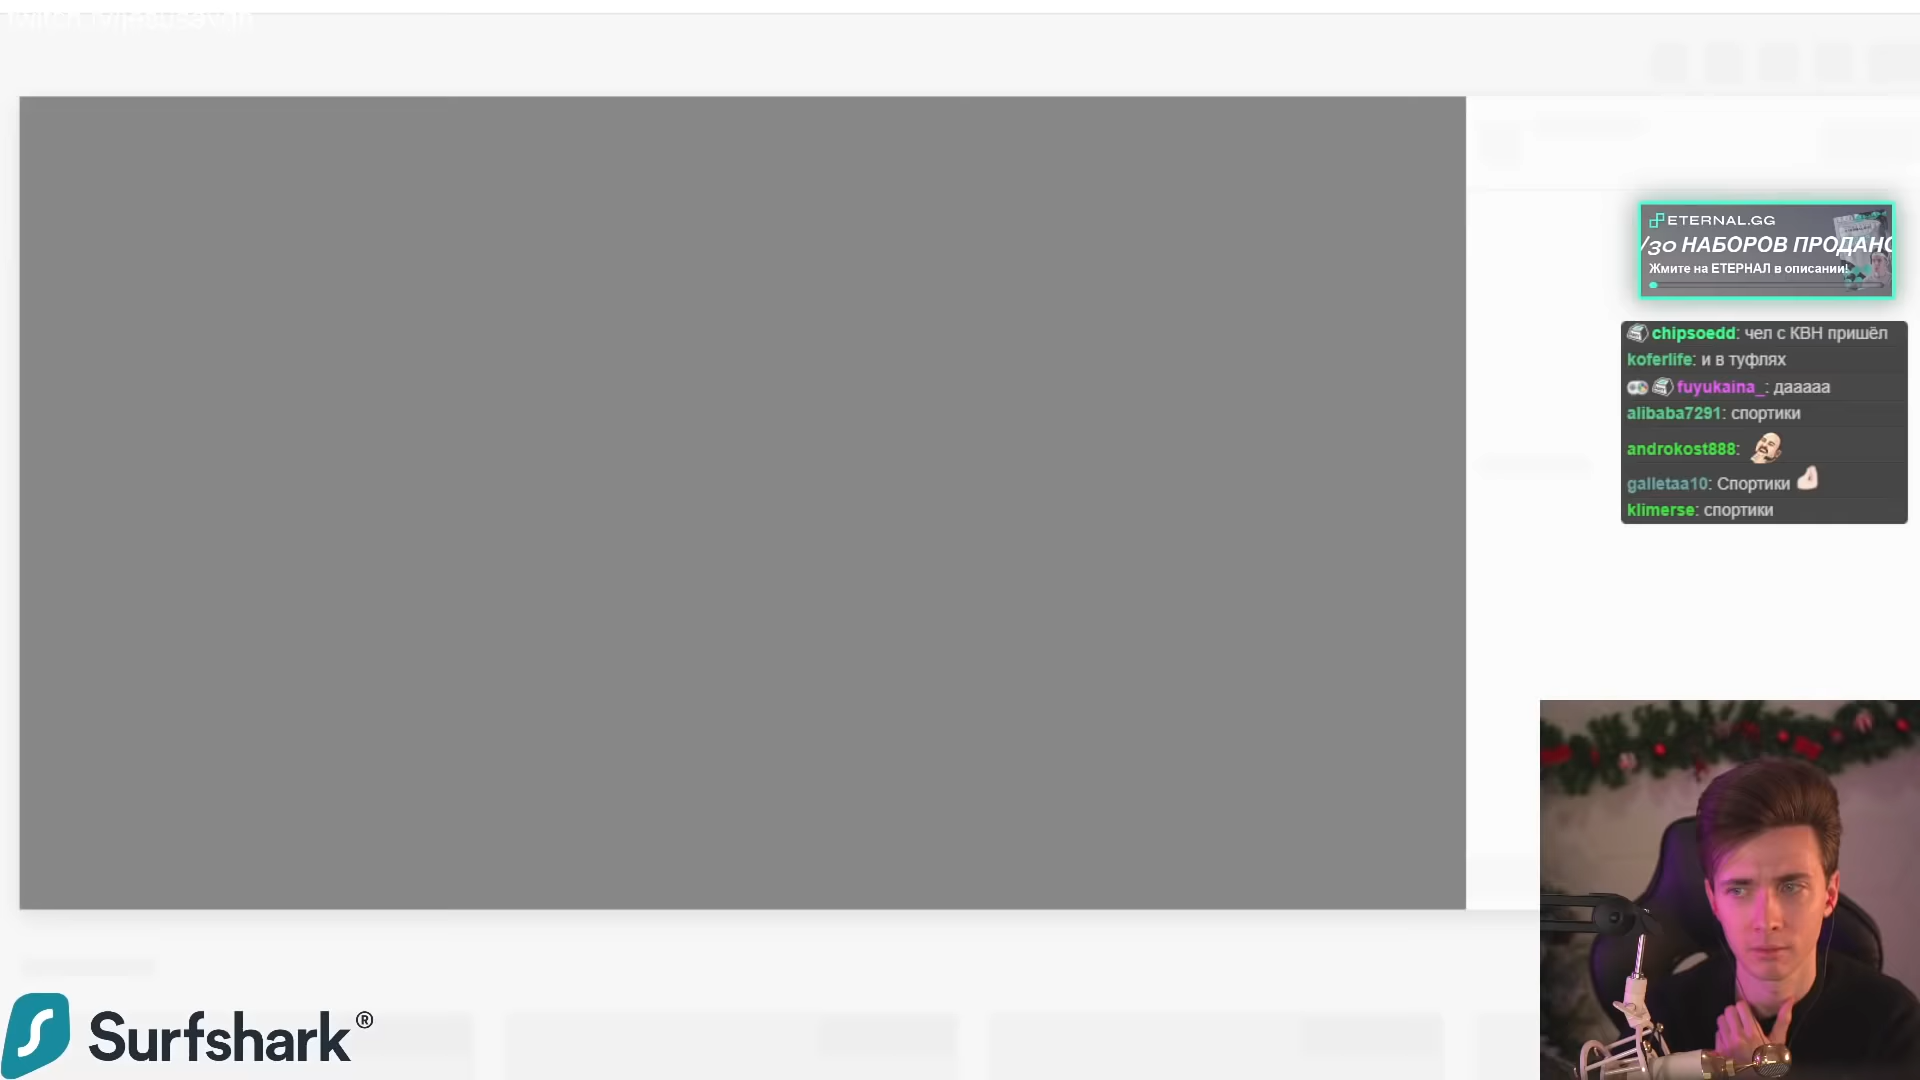 ETERNAL.GG
/30 НАБОРОВ ПРОДАНО
Жмите на ЕТЕРНАЛ в описании!
chipsoedd: чел с КВН пришёл
koferlife: и в туфлях
fuyukaina_: дааааа
alibaba7291: спортики
androkost888:
galletaa10: Спортики
klimerse: спортики
Surfshark®